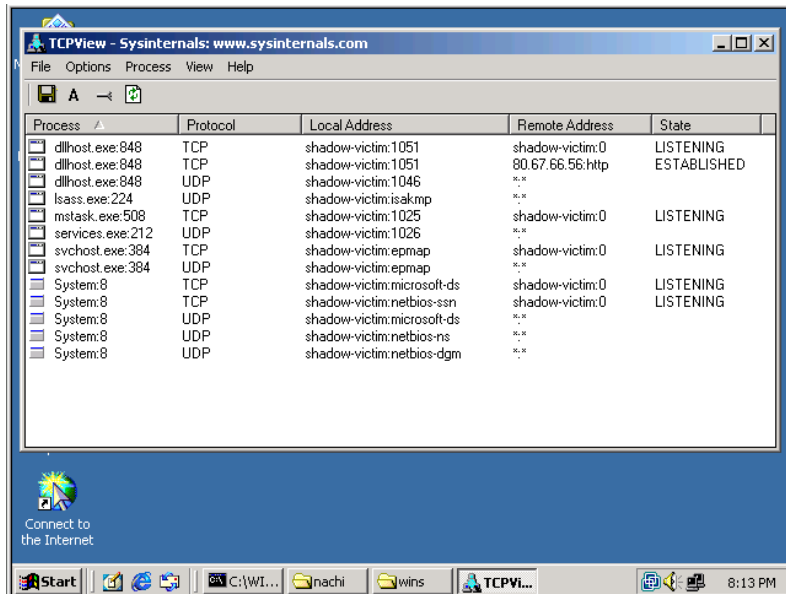 TCPView - Sysinternals: www.sysinternals.com
File Options Process View Help
A
Process Protocol Local Address Remote Address State
dllhost.exe:848 TCP shadow-victim:1051 shadow-victim:0 LISTENING
dllhost.exe:848 TCP shadow-victim:1051 80.67.66.56:http ESTABLISHED
dllhost.exe:848 UDP shadow-victim:1046 *:*
lsass.exe:224 UDP shadow-victim:isakmp *:*
mstask.exe:508 TCP shadow-victim:1025 shadow-victim:0 LISTENING
services.exe:212 UDP shadow-victim:1026 *:*
svchost.exe:384 TCP shadow-victim:epmap shadow-victim:0 LISTENING
svchost.exe:384 UDP shadow-victim:epmap *:*
System:8 TCP shadow-victim:microsoft-ds shadow-victim:0 LISTENING
System:8 TCP shadow-victim:netbios-ssn shadow-victim:0 LISTENING
System:8 UDP shadow-victim:microsoft-ds *:*
System:8 UDP shadow-victim:netbios-ns *:*
System:8 UDP shadow-victim:netbios-dgm *:*
Connect to
the Internet
Start C:\WI... nachi wins TCPVi... 8:13 PM